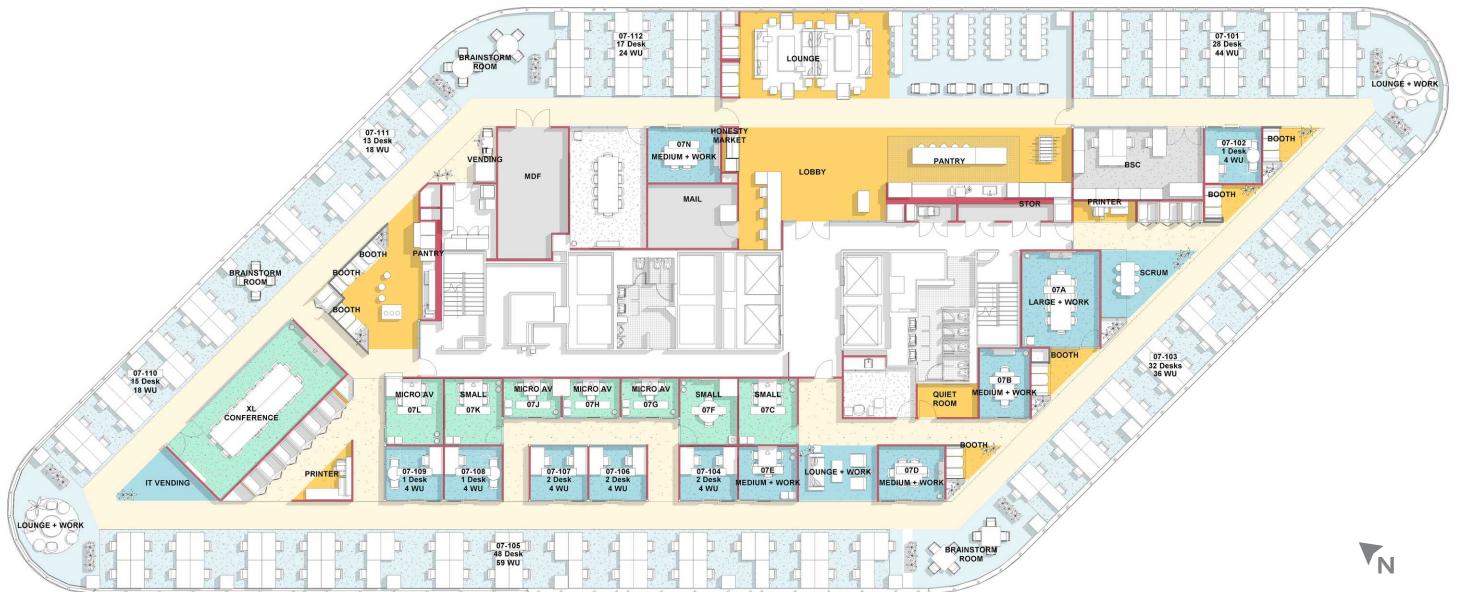 07-112
17 Desk
24 WU
BRAINSTORM
ROOM
LOUNGE
07-101
28 Desk
44 WU
LOUNGE + WORK
07-111
13 Desk
18 WU
IT
VENDING
MDF
07N
MEDIUM + WORK
HONESTY
MARKET
MAIL
LOBBY
PANTRY
STOR
BSC
07-102
1 Desk
4 WU
BOOTH
BOOTH
PRINTER
BRAINSTORM
ROOM
BOOTH
BOOTH
BOOTH
PANTRY
07A
LARGE + WORK
SCRUM
07-103
32 Desks
36 WU
BOOTH
07B
MEDIUM + WORK
QUIET
ROOM
07-110
15 Desk
18 WU
XL
CONFERENCE
MICRO AV
07L
SMALL
07K
MICRO AV
07J
MICRO AV
07H
MICRO AV
07G
SMALL
07F
SMALL
07C
BOOTH
IT VENDING
PRINTER
07-109
1 Desk
4 WU
07-108
1 Desk
4 WU
07-107
2 Desk
4 WU
07-106
2 Desk
4 WU
07-104
2 Desk
4 WU
07E
MEDIUM + WORK
LOUNGE + WORK
07D
MEDIUM + WORK
LOUNGE + WORK
07-105
48 Desk
59 WU
BRAINSTORM
ROOM
N